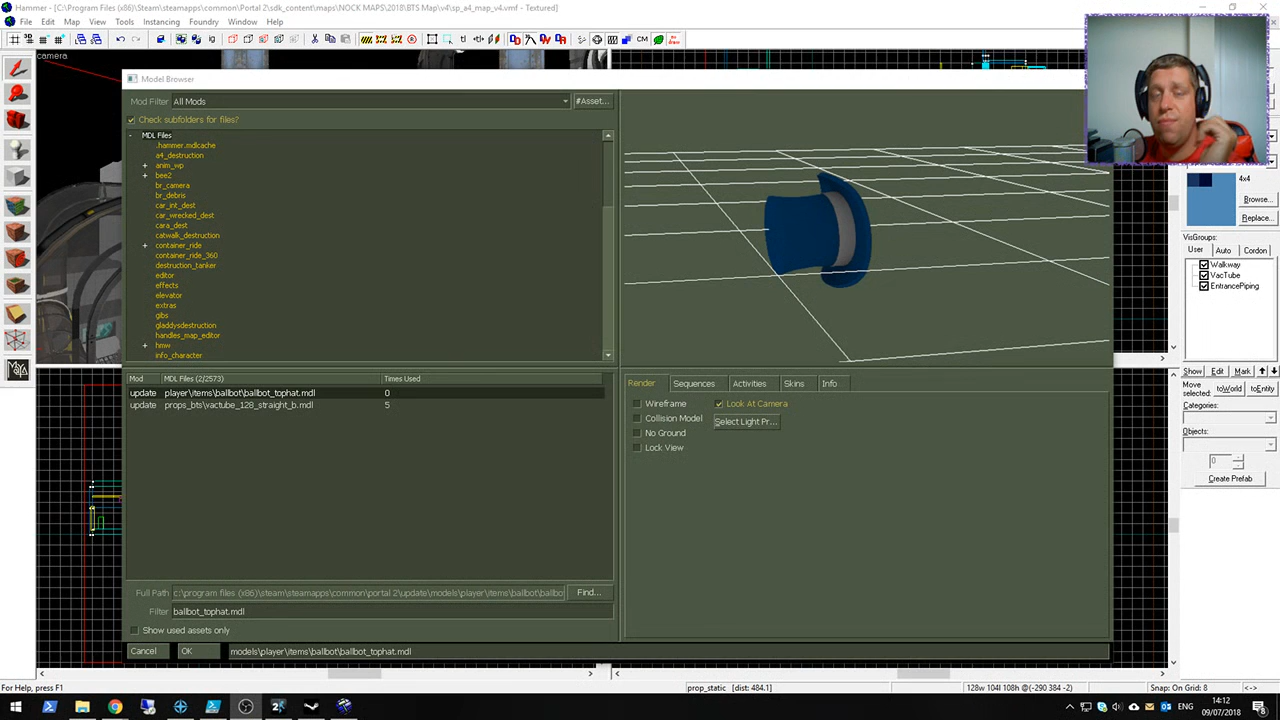 Hammer - [C:\Program Files (x86)\Steam\steamapps\common\Portal 2\sdk_content\maps\NOCK MAPS\2018\BTS Map\v4\sp_a4_map_v4.vmf - Textured]
File Edit Map View Tools Instancing Foundry Window Help
camera
Model Browser
Mod Filter All Mods #Asset...
Check subfolders for files?
MDL Files
.hammer.mdlcache
a4_destruction
anim_wp
bee2
br_camera
br_debris
car_int_dest
car_wrecked_dest
cara_dest
catwalk_destruction
container_ride
container_ride_360
destruction_tanker
editor
effects
elevator
extras
gibs
gladdysdestruction
handles_map_editor
hmw
info_character
Mod MDL Files (2/2573) Times Used
update player\items\ballbot\ballbot_tophat.mdl 0
update props_bts\vactube_128_straight_b.mdl 5
Full Path c:\program files (x86)\steam\steamapps\common\portal 2\update\models\player\items\ballbot\ballbo Find...
Filter ballbot_tophat.mdl
Show used assets only
Cancel OK models\player\items\ballbot\ballbot_tophat.mdl
Render Sequences Activities Skins Info
Wireframe Look At Camera
Collision Model Select Light Pr...
No Ground
Lock View
4x4
Browse...
Replace...
VisGroups:
User Auto Cordon
Walkway
VacTube
EntrancePiping
Show Edit Mark
Move selected: toWorld toEntity
Categories:
Objects:
0
Create Prefab
For Help, press F1 prop_static [dist: 484.1] 128w 104l 108h @(-290 384 -2) Snap: On Grid: 8 <->
ENG
14:12
09/07/2018